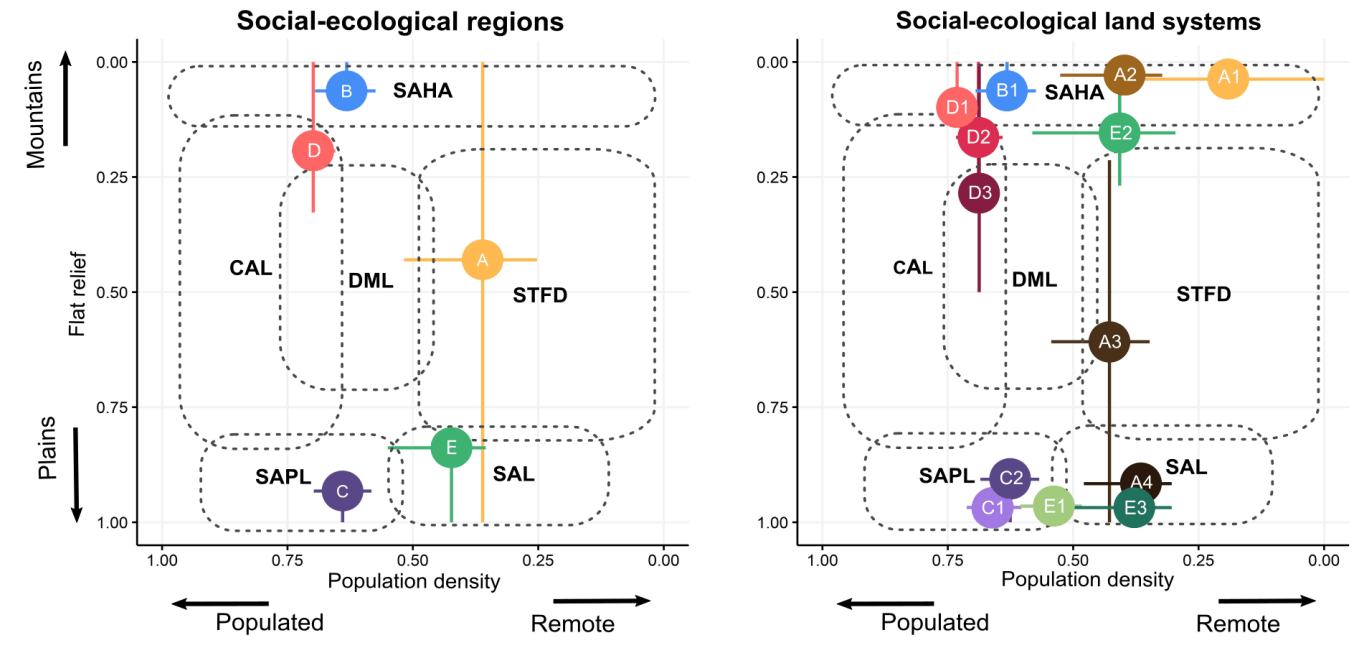 Social-ecological regions
Mountains
Flat relief
Plains
0.00
0.25
0.50
0.75
1.00
B
SAHA
D
CAL
DML
A
STFD
E
SAPL
C
SAL
1.00
0.75
0.50
0.25
0.00
Population density
Populated
Remote
Social-ecological land systems
0.00
0.25
0.50
0.75
1.00
A2
A1
B1
SAHA
D1
E2
D2
D3
CAL
DML
STFD
A3
SAPL
C2
SAL
A4
C1
E1
E3
1.00
0.75
0.50
0.25
0.00
Population density
Populated
Remote